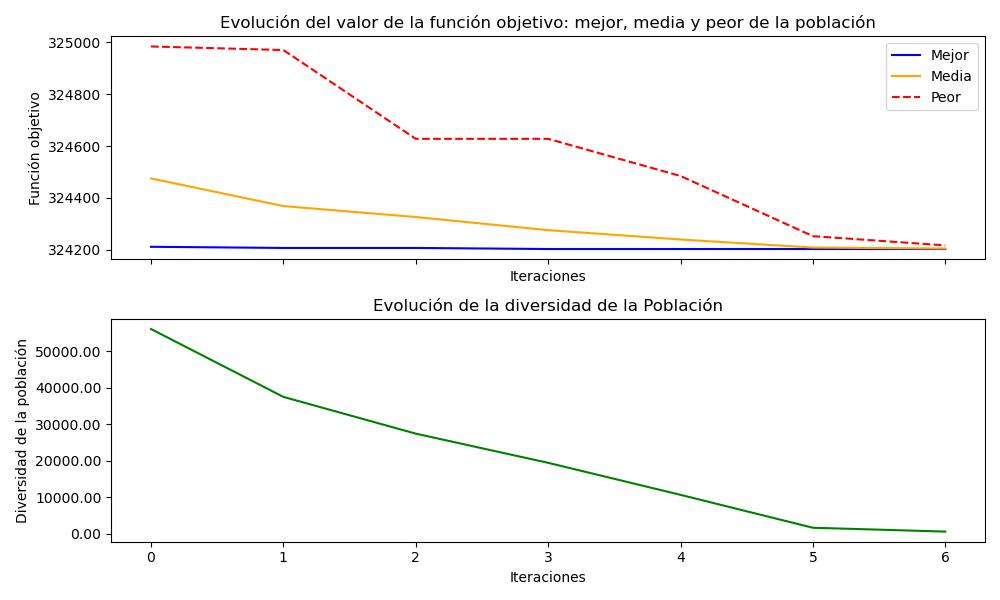 Evolución del valor de la función objetivo: mejor, media y peor de la población
325000
324800
324600
324400
324200
Función objetivo
Mejor
Media
Peor
Iteraciones
Evolución de la diversidad de la Población
50000.00
40000.00
30000.00
20000.00
10000.00
0.00
Diversidad de la población
0 1 2 3 4 5 6
Iteraciones